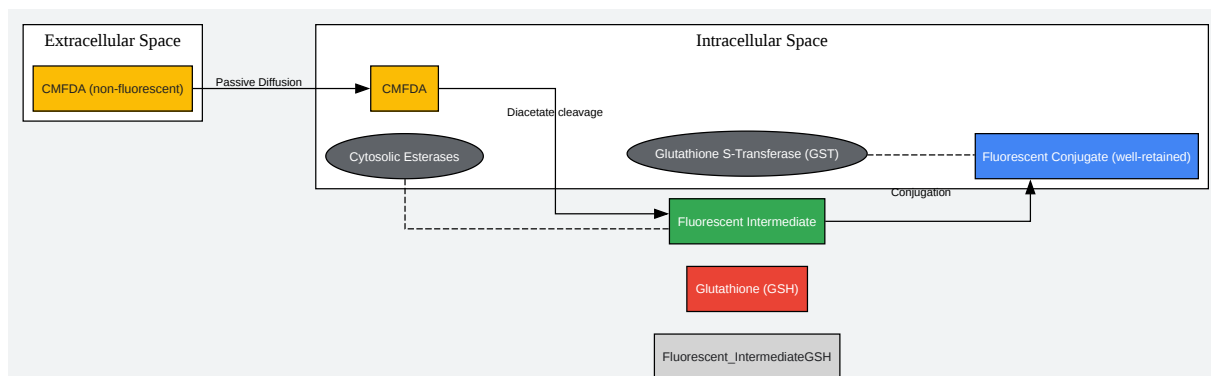 Extracellular Space
Intracellular Space
CMFDA (non-fluorescent)
Passive Diffusion
CMFDA
Diacetate cleavage
Cytosolic Esterases
Glutathione S-Transferase (GST)
Fluorescent Conjugate (well-retained)
Conjugation
Fluorescent Intermediate
Glutathione (GSH)
Fluorescent_IntermediateGSH